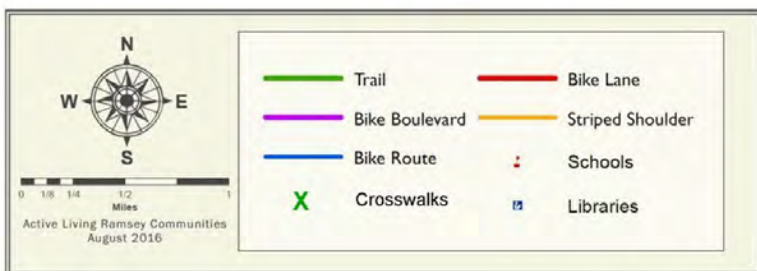 N
W E
S
0 1/8 1/4 1/2 1
Miles
Active Living Ramsey Communities
August 2016
Trail
Bike Boulevard
Bike Route
X Crosswalks
Bike Lane
Striped Shoulder
Schools
Libraries